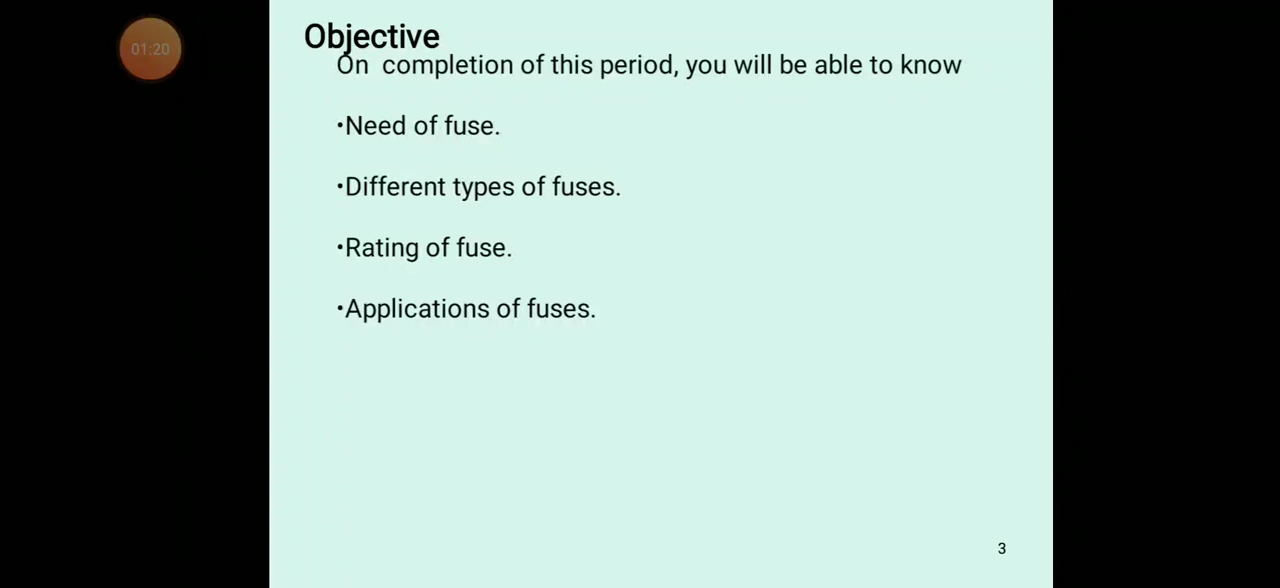 01:20
Objective
On  completion of this period, you will be able to know
•Need of fuse.
•Different types of fuses.
•Rating of fuse.
•Applications of fuses.
3